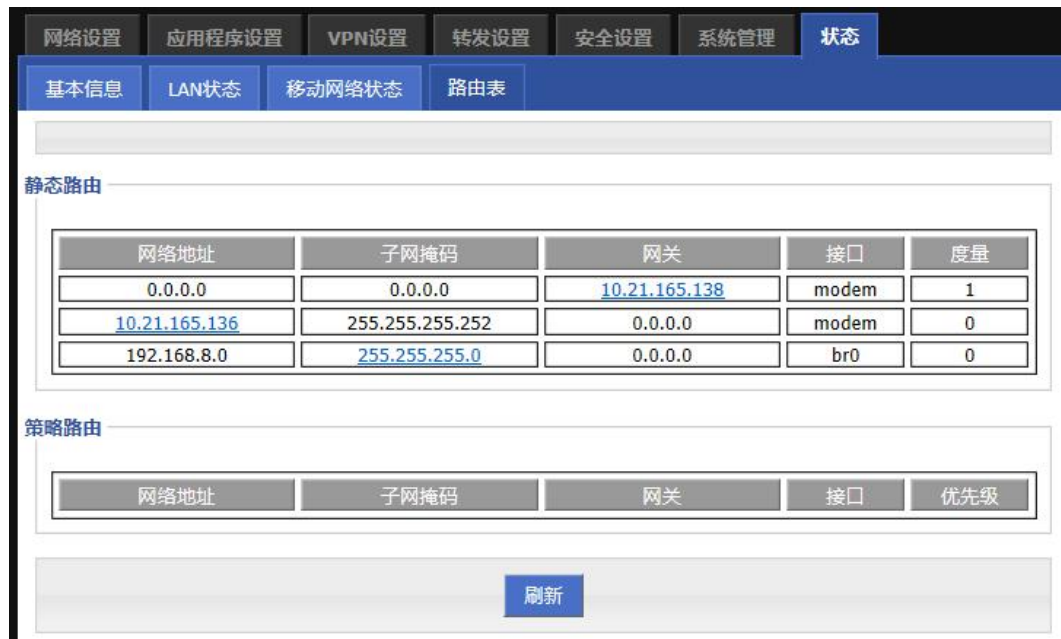 网络设置 应用程序设置 VPN设置 转发设置 安全设置 系统管理 状态
基本信息 LAN状态 移动网络状态 路由表
静态路由
网络地址 子网掩码 网关 接口 度量
0.0.0.0 0.0.0.0 10.21.165.138 modem 1
10.21.165.136 255.255.255.252 0.0.0.0 modem 0
192.168.8.0 255.255.255.0 0.0.0.0 br0 0
策略路由
网络地址 子网掩码 网关 接口 优先级
刷新